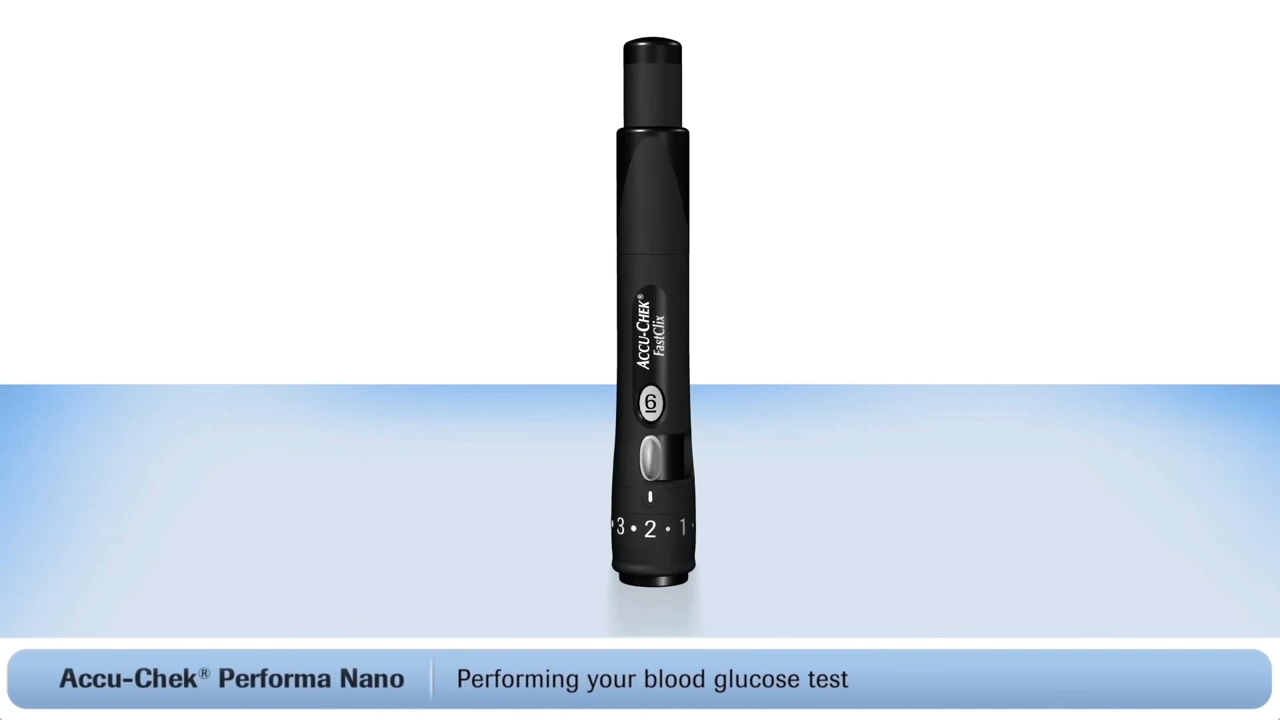 ACCU-CHEK®
FastClix
6
3 • 2 • 1
Accu-Chek® Performa Nano
Performing your blood glucose test